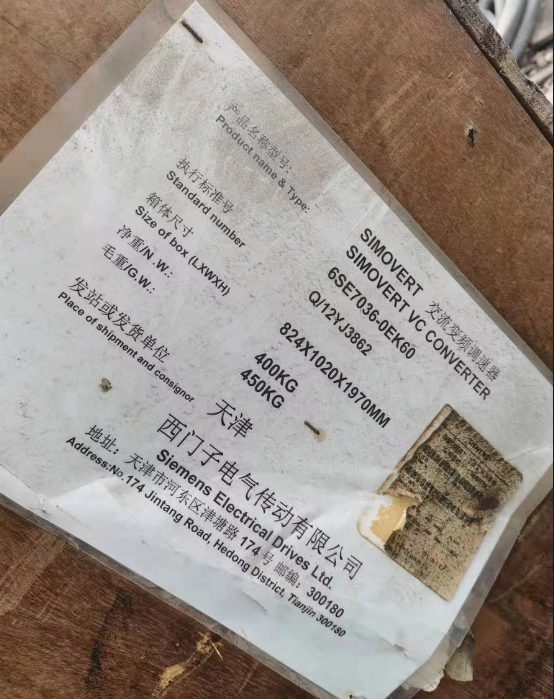 产品名称型号:
Product name & Type:
SIMOVERT 交流变频调速器
SIMOVERT VC CONVERTER
6SE7036-0EK60
执行标准号
Standard number
Q/12YJ3862
箱体尺寸
Size of box (LXWXH)
824X1020X1970MM
净重/N.W.:
400KG
毛重/G.W.:
450KG
发站或发货单位
Place of shipment and consignor
天津
西门子电气传动有限公司
Siemens Electrical Drives Ltd.
地址: 天津市河东区津塘路 174 号 邮编: 300180
Address:No.174 Jintang Road, Hedong District, Tianjin 300180